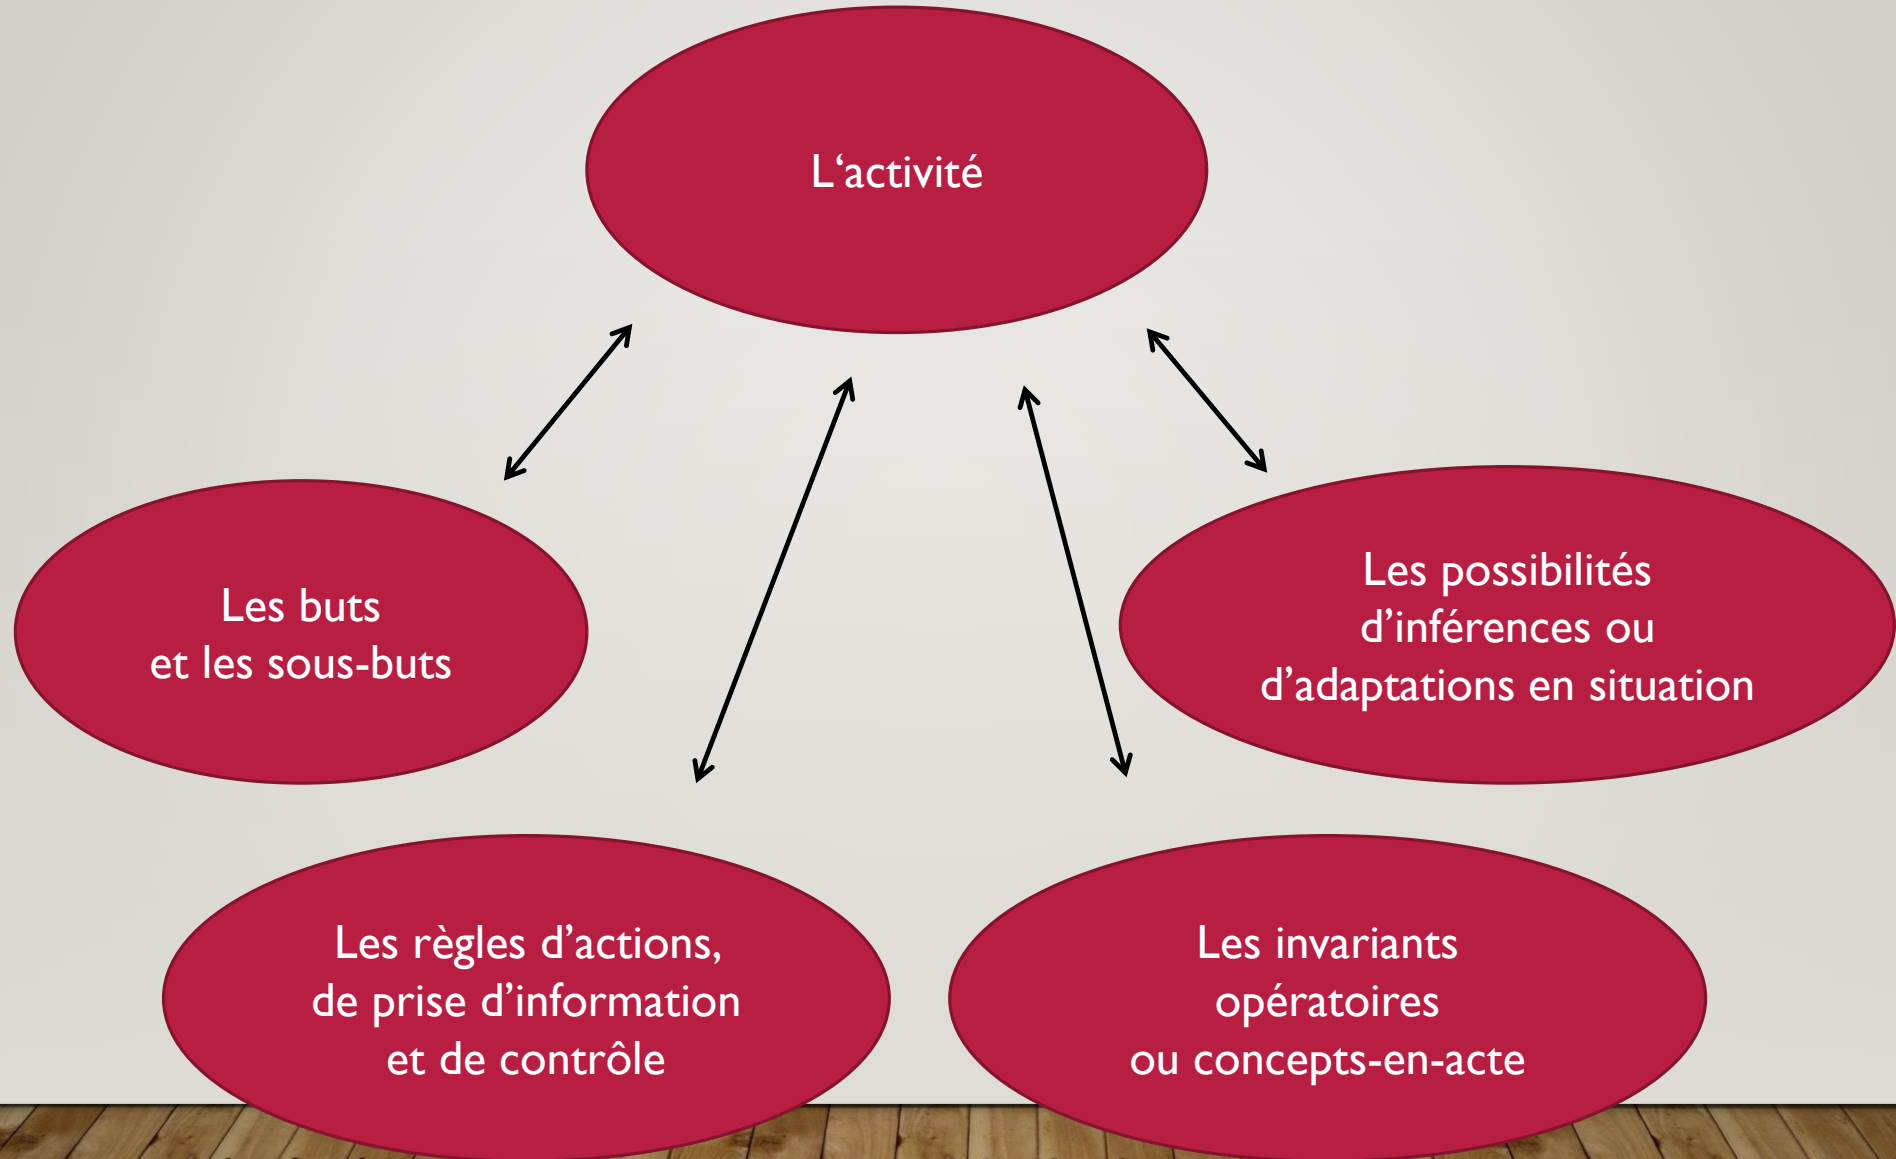 L‘activité
Les buts
et les sous-buts
Les possibilités
d’inférences ou
d’adaptations en situation
Les règles d’actions,
de prise d’information
et de contrôle
Les invariants
opératoires
ou concepts-en-acte